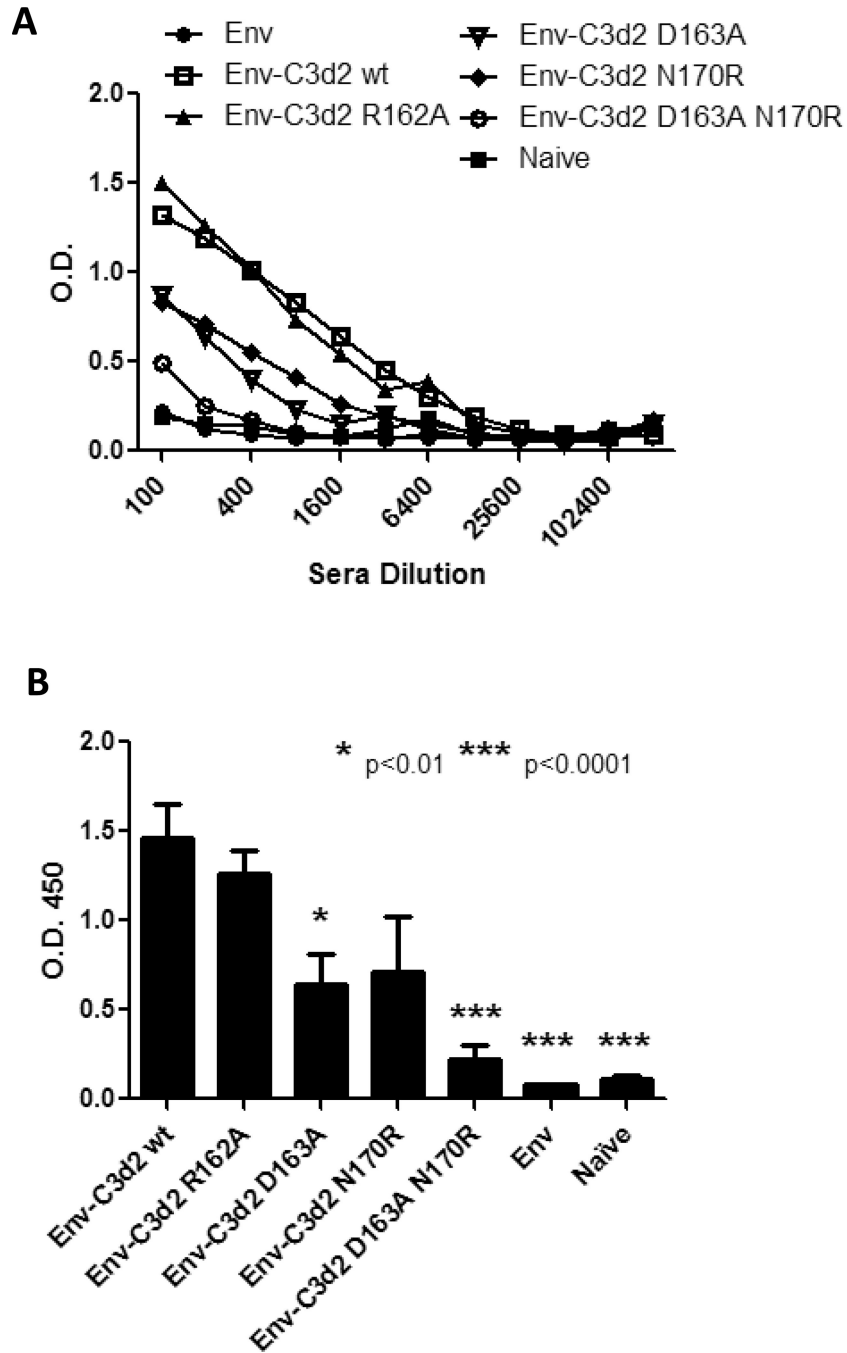 A
Env
Env-C3d2 wt
Env-C3d2 R162A
Env-C3d2 D163A
Env-C3d2 N170R
Env-C3d2 D163A N170R
Naive
2.0
1.5
1.0
0.5
0.0
O.D.
100
400
1600
6400
25600
102400
Sera Dilution
B
* p<0.01 *** p<0.0001
2.0
1.5
1.0
0.5
0.0
O.D. 450
*
***
***
***
Env-C3d2 wt
Env-C3d2 R162A
Env-C3d2 D163A
Env-C3d2 N170R
Env-C3d2 D163A N170R
Env
Naïve